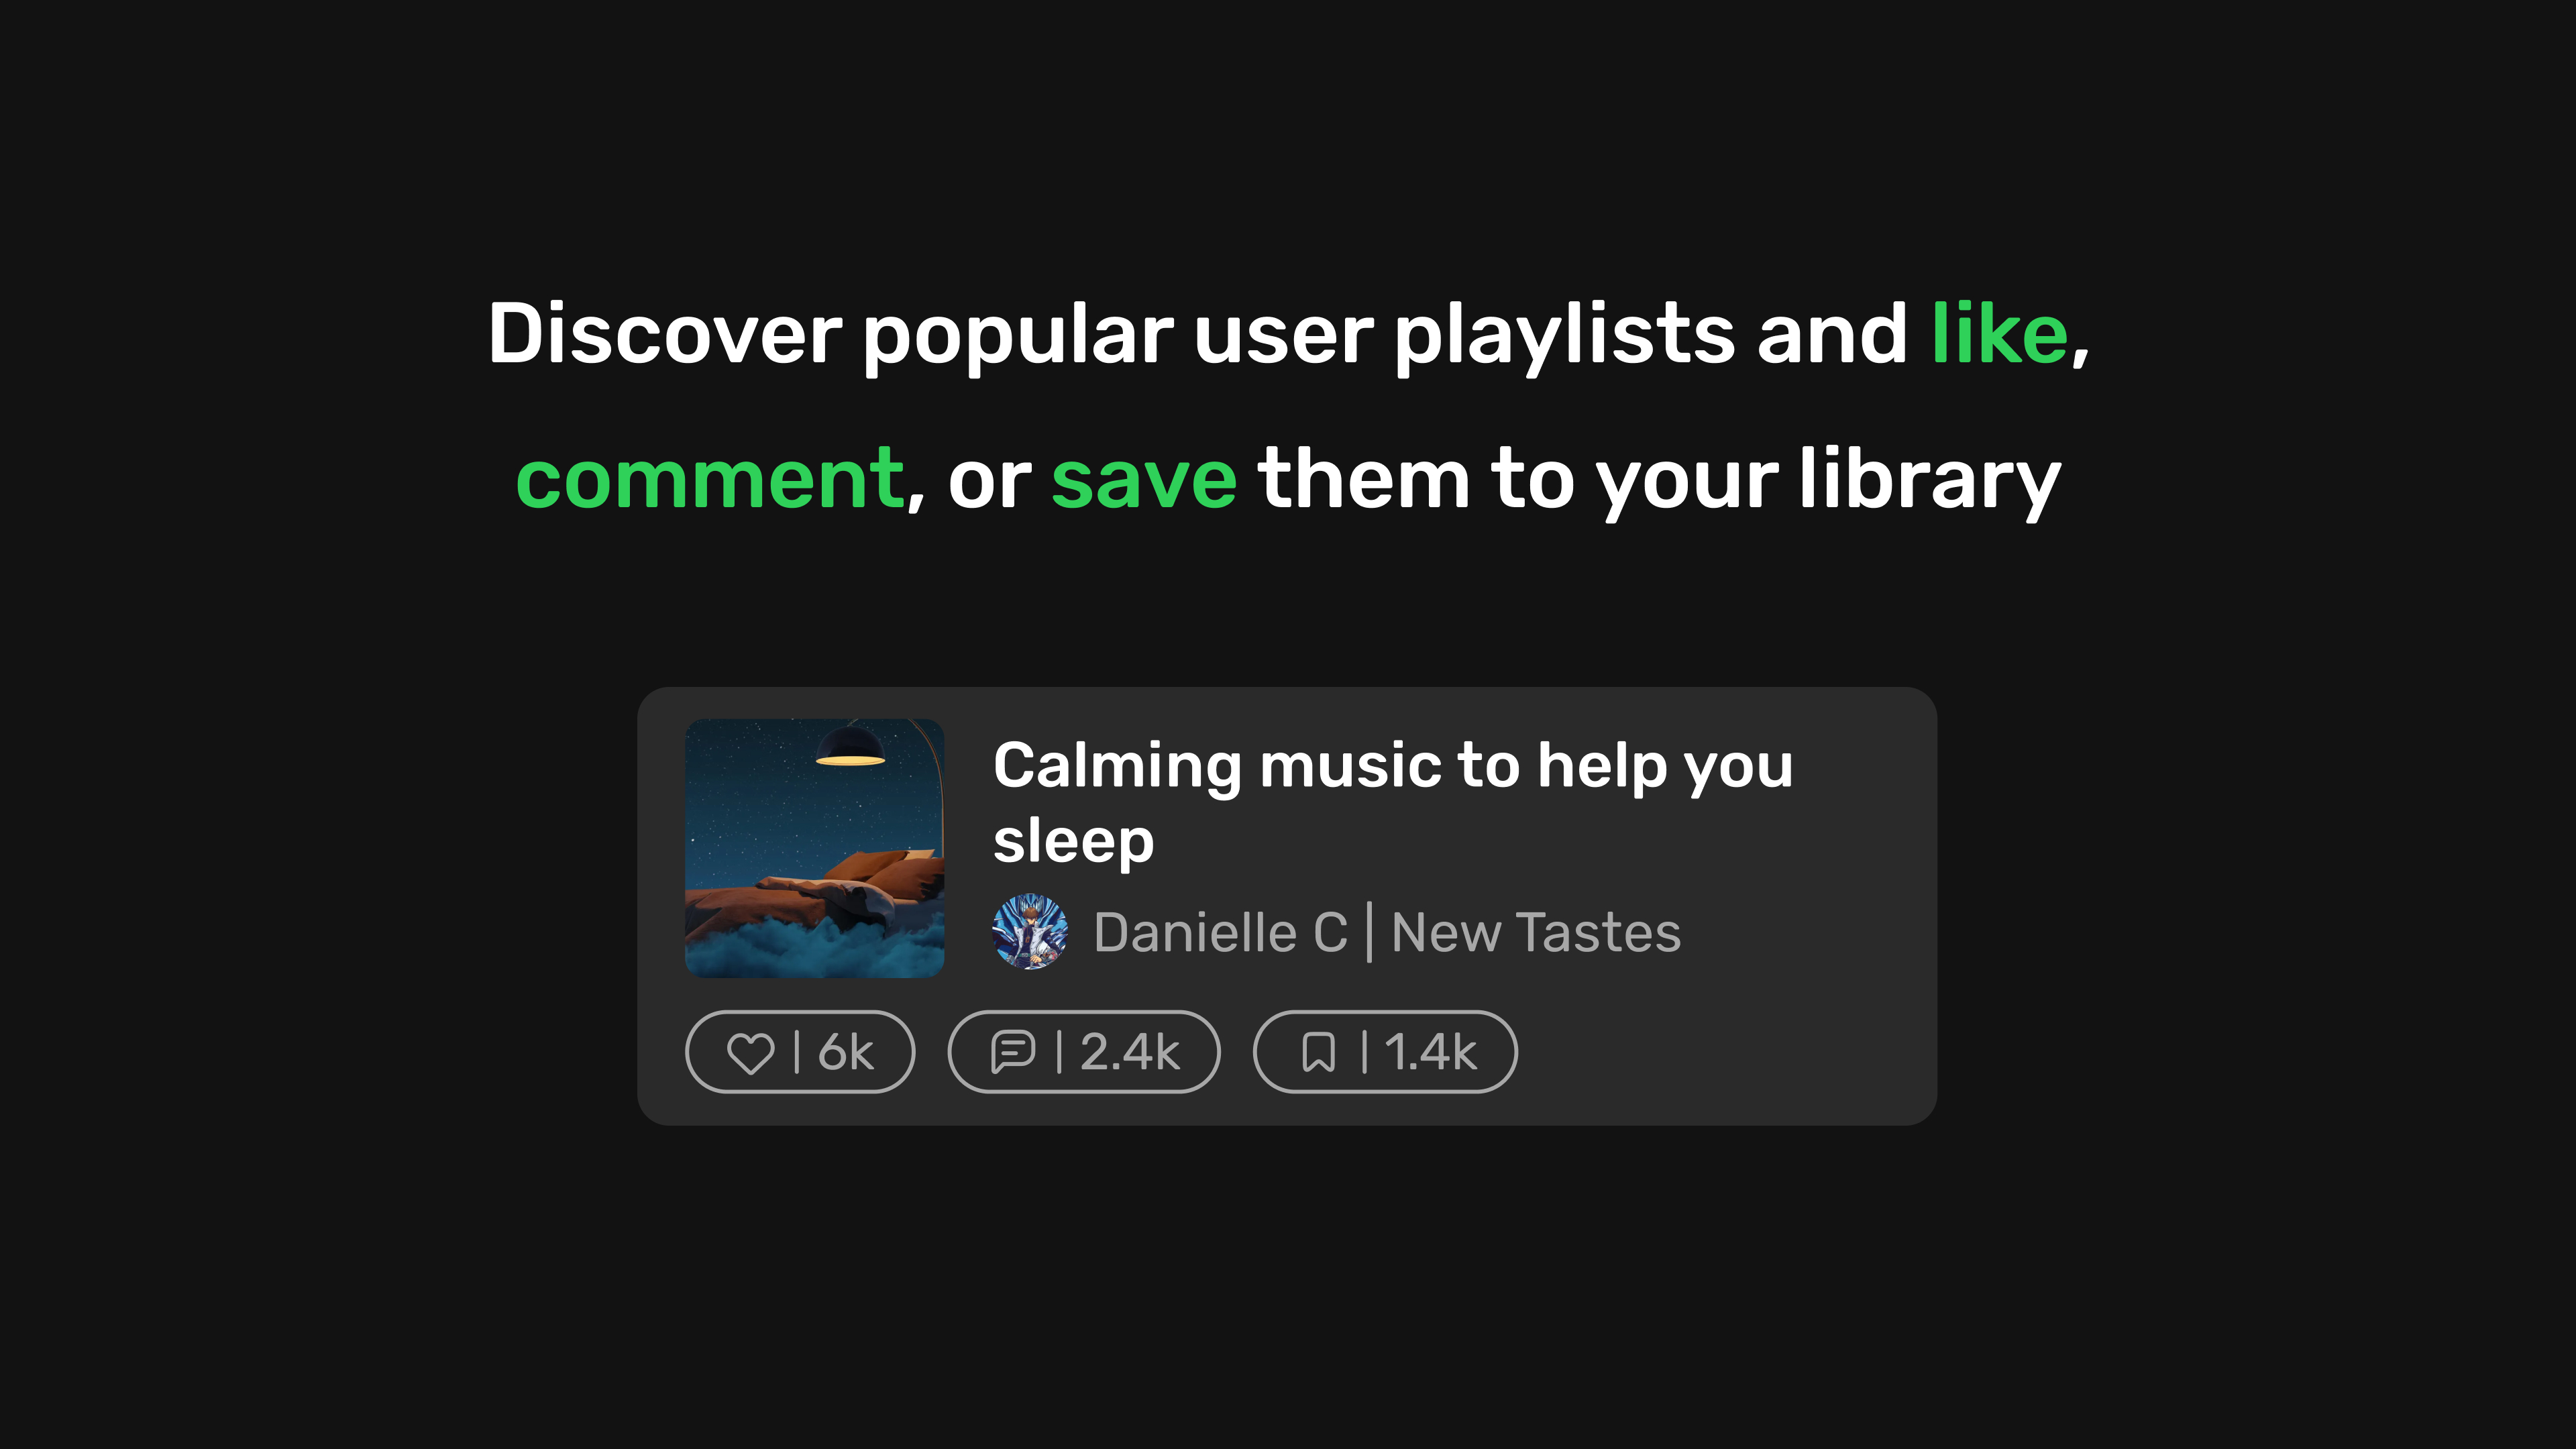 Discover popular user playlists and like,
comment, or save them to your library
Calming music to help you
sleep
Danielle C | New Tastes
| 6k
| 2.4k
| 1.4k